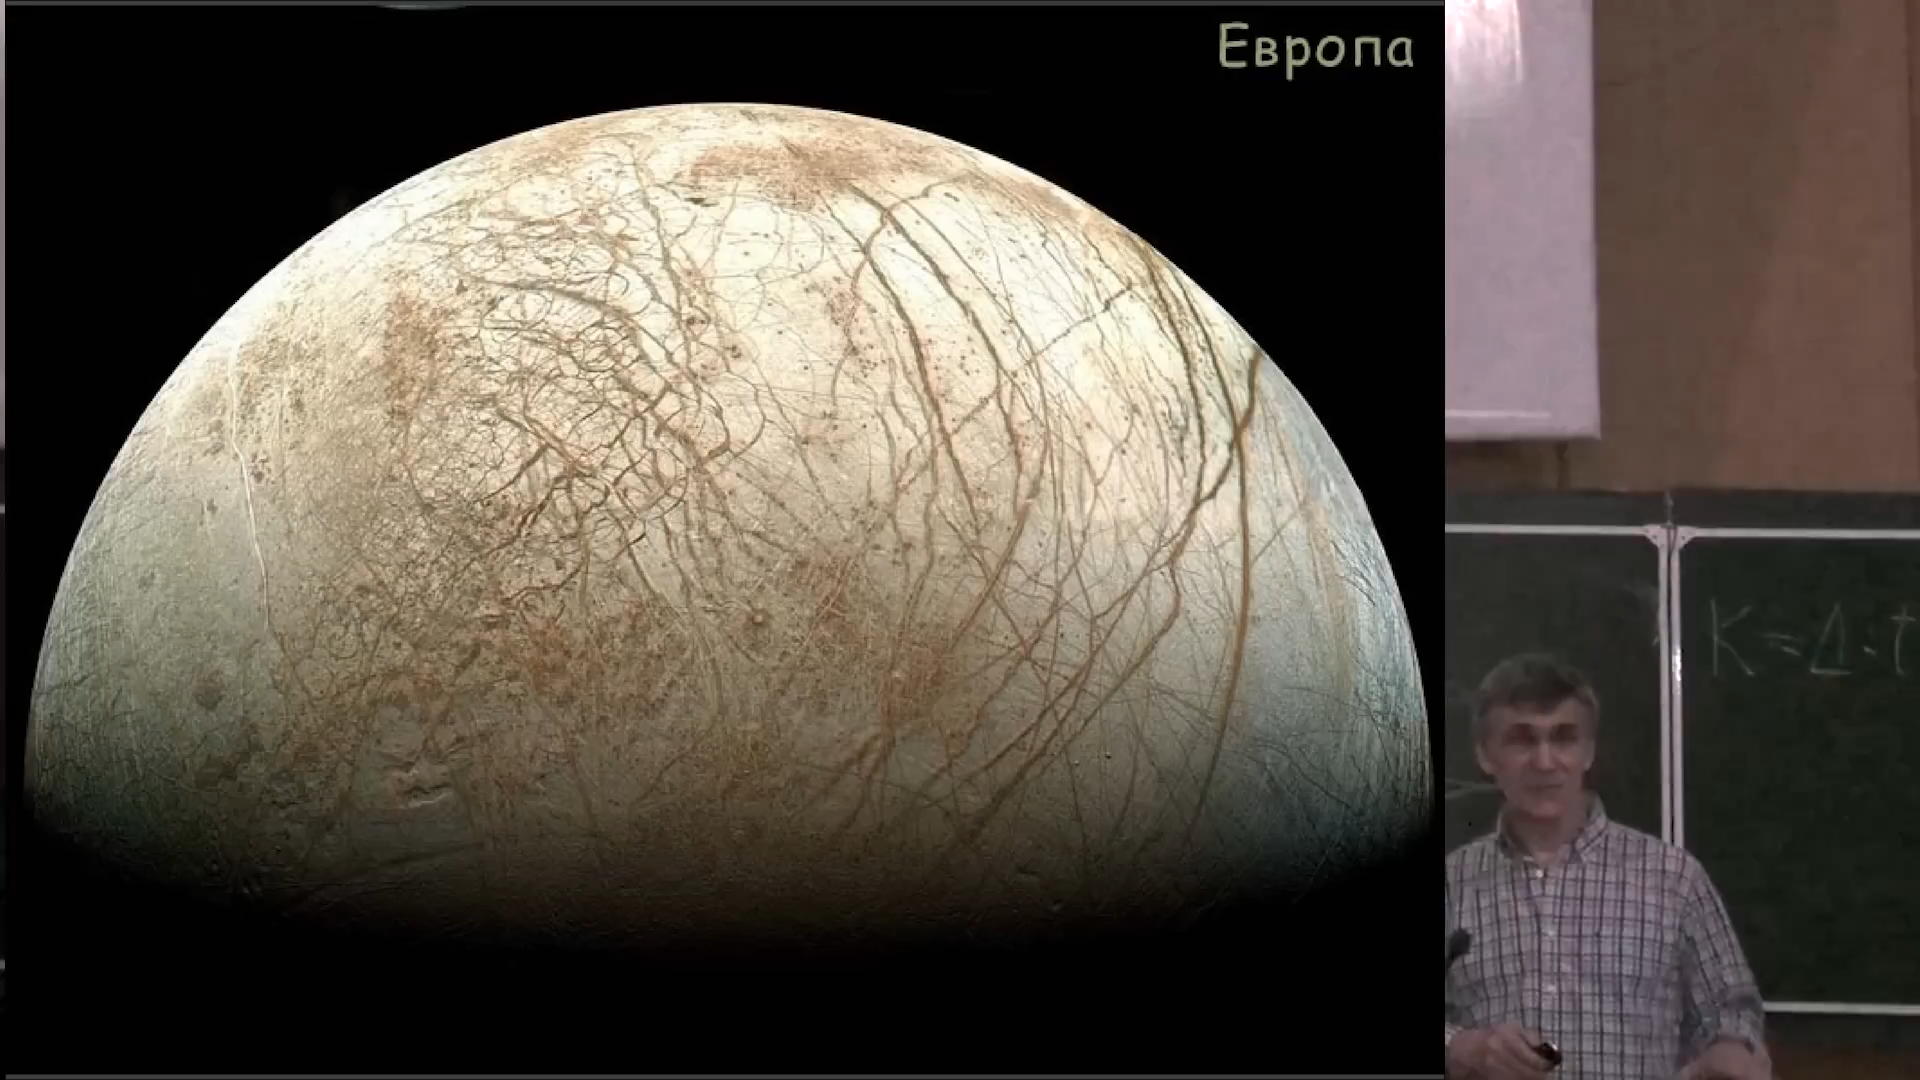 Европа
K = Δ · t